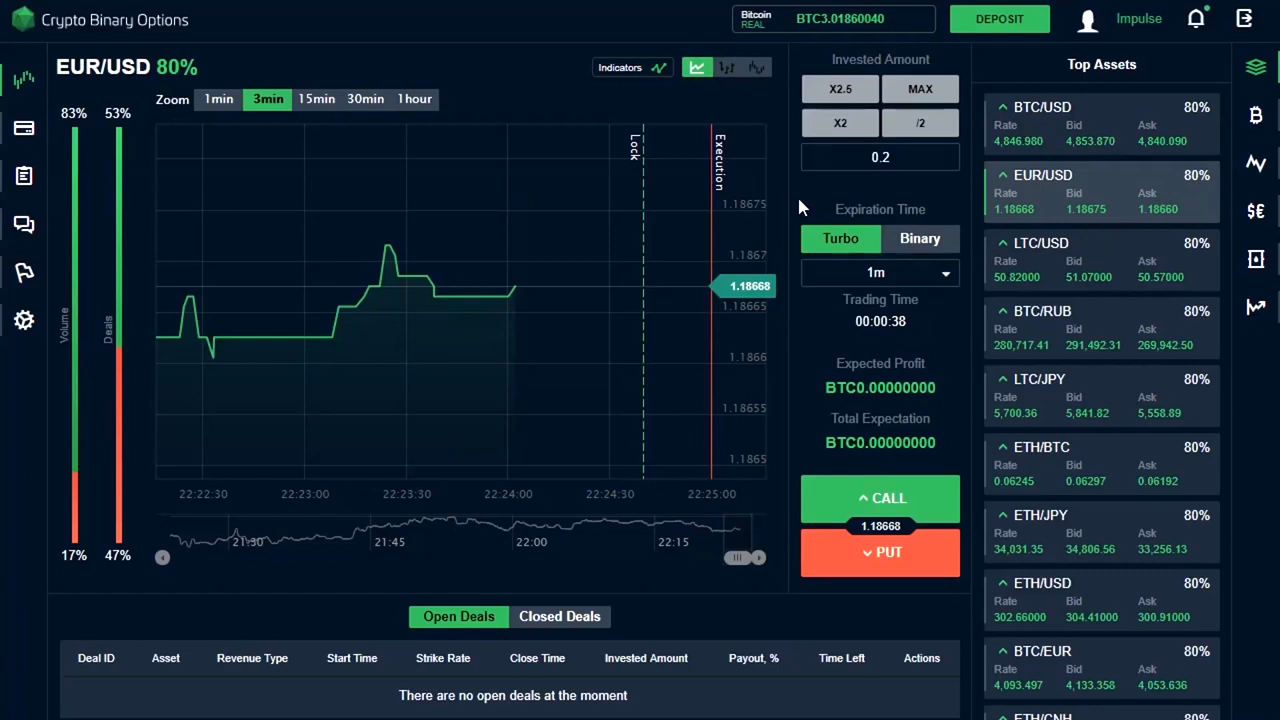 Crypto Binary Options
Bitcoin
REAL
BTC3.01860040
DEPOSIT
Impulse
EUR/USD 80%
Indicators
Zoom 1min 3min 15min 30min 1hour
83% 53%
Volume
Deals
17% 47%
Lock
Execution
1.18675
1.1867
1.18668
1.18665
1.1866
1.18655
1.1865
22:22:30 22:23:00 22:23:30 22:24:00 22:24:30 22:25:00
21:30 21:45 22:00 22:15
Invested Amount
X2.5 MAX
X2 /2
0.2
Expiration Time
Turbo Binary
1m
Trading Time
00:00:38
Expected Profit
BTC0.00000000
Total Expectation
BTC0.00000000
CALL
1.18668
PUT
Top Assets
BTC/USD 80%
Rate Bid Ask
4,846.980 4,853.870 4,840.090
EUR/USD 80%
Rate Bid Ask
1.18668 1.18675 1.18660
LTC/USD 80%
Rate Bid Ask
50.82000 51.07000 50.57000
BTC/RUB 80%
Rate Bid Ask
280,717.41 291,492.31 269,942.50
LTC/JPY 80%
Rate Bid Ask
5,700.36 5,841.82 5,558.89
ETH/BTC 80%
Rate Bid Ask
0.06245 0.06297 0.06192
ETH/JPY 80%
Rate Bid Ask
34,031.35 34,806.56 33,256.13
ETH/USD 80%
Rate Bid Ask
302.66000 304.41000 300.91000
BTC/EUR 80%
Rate Bid Ask
4,093.497 4,133.358 4,053.636
ETH/CNH 80%
Open Deals Closed Deals
Deal ID Asset Revenue Type Start Time Strike Rate Close Time Invested Amount Payout, % Time Left Actions
There are no open deals at the moment